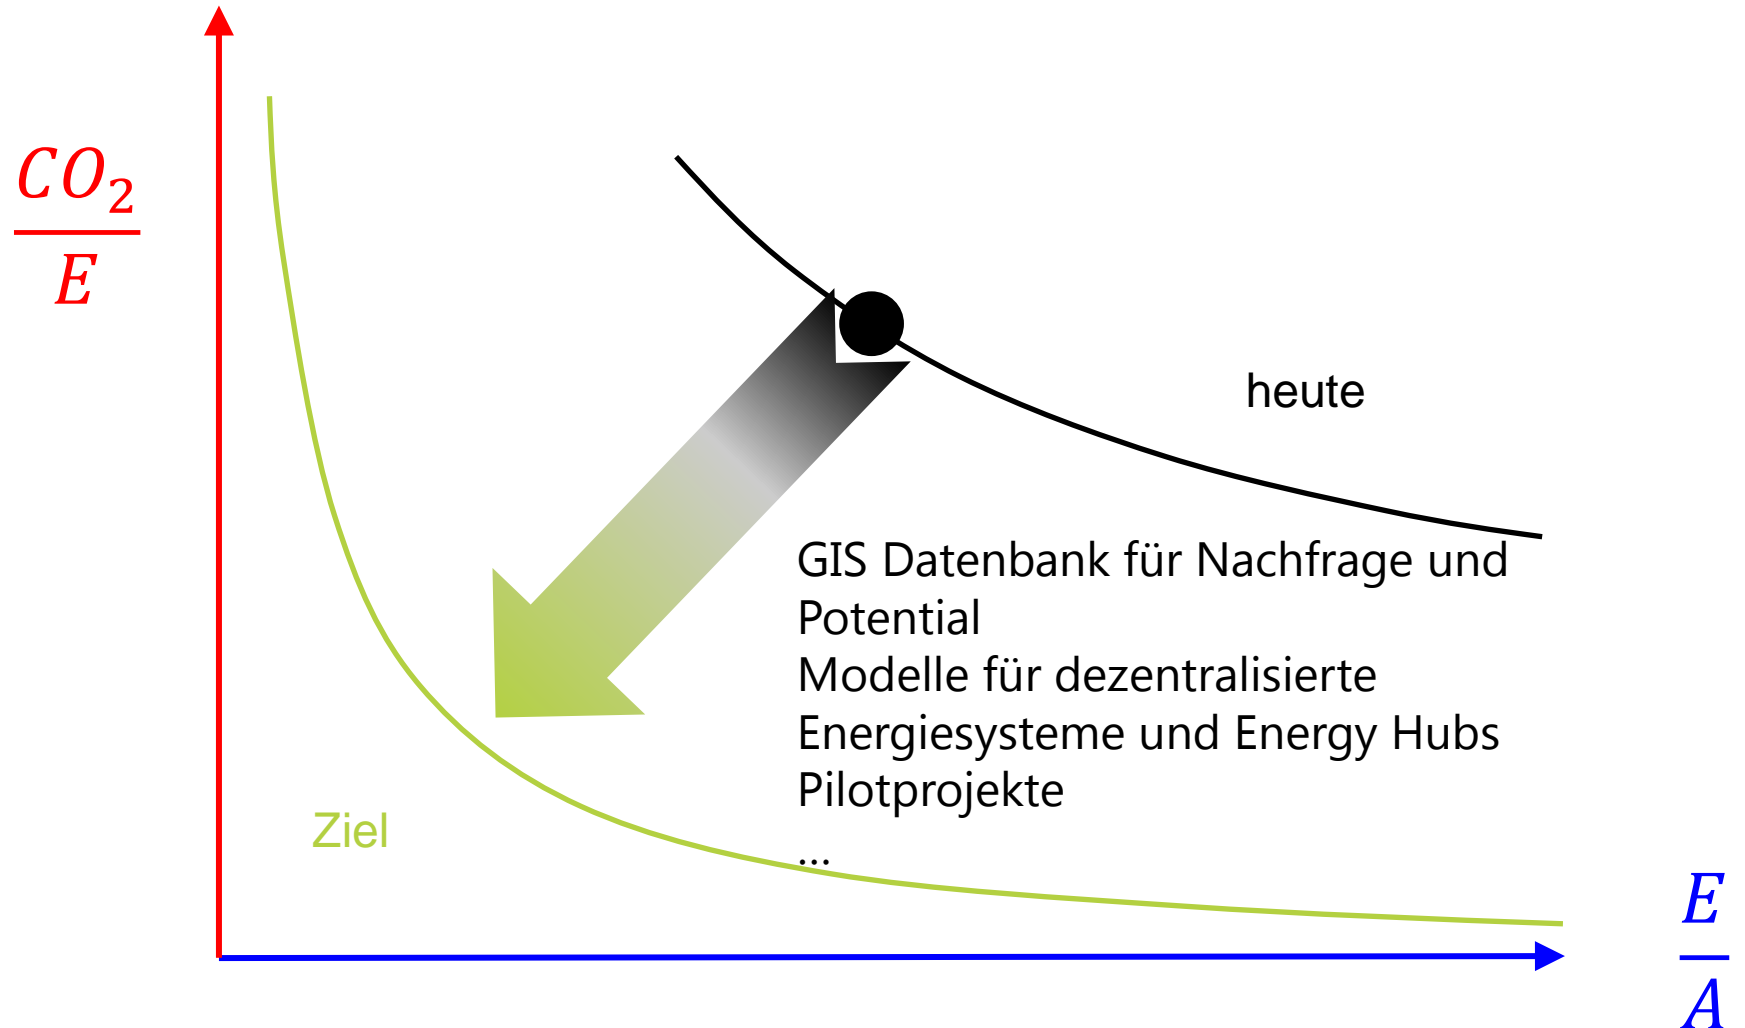 CO₂
E
heute
GIS Datenbank für Nachfrage und
Potential
Modelle für dezentralisierte
Energiesysteme und Energy Hubs
Pilotprojekte
...
Ziel
E
A